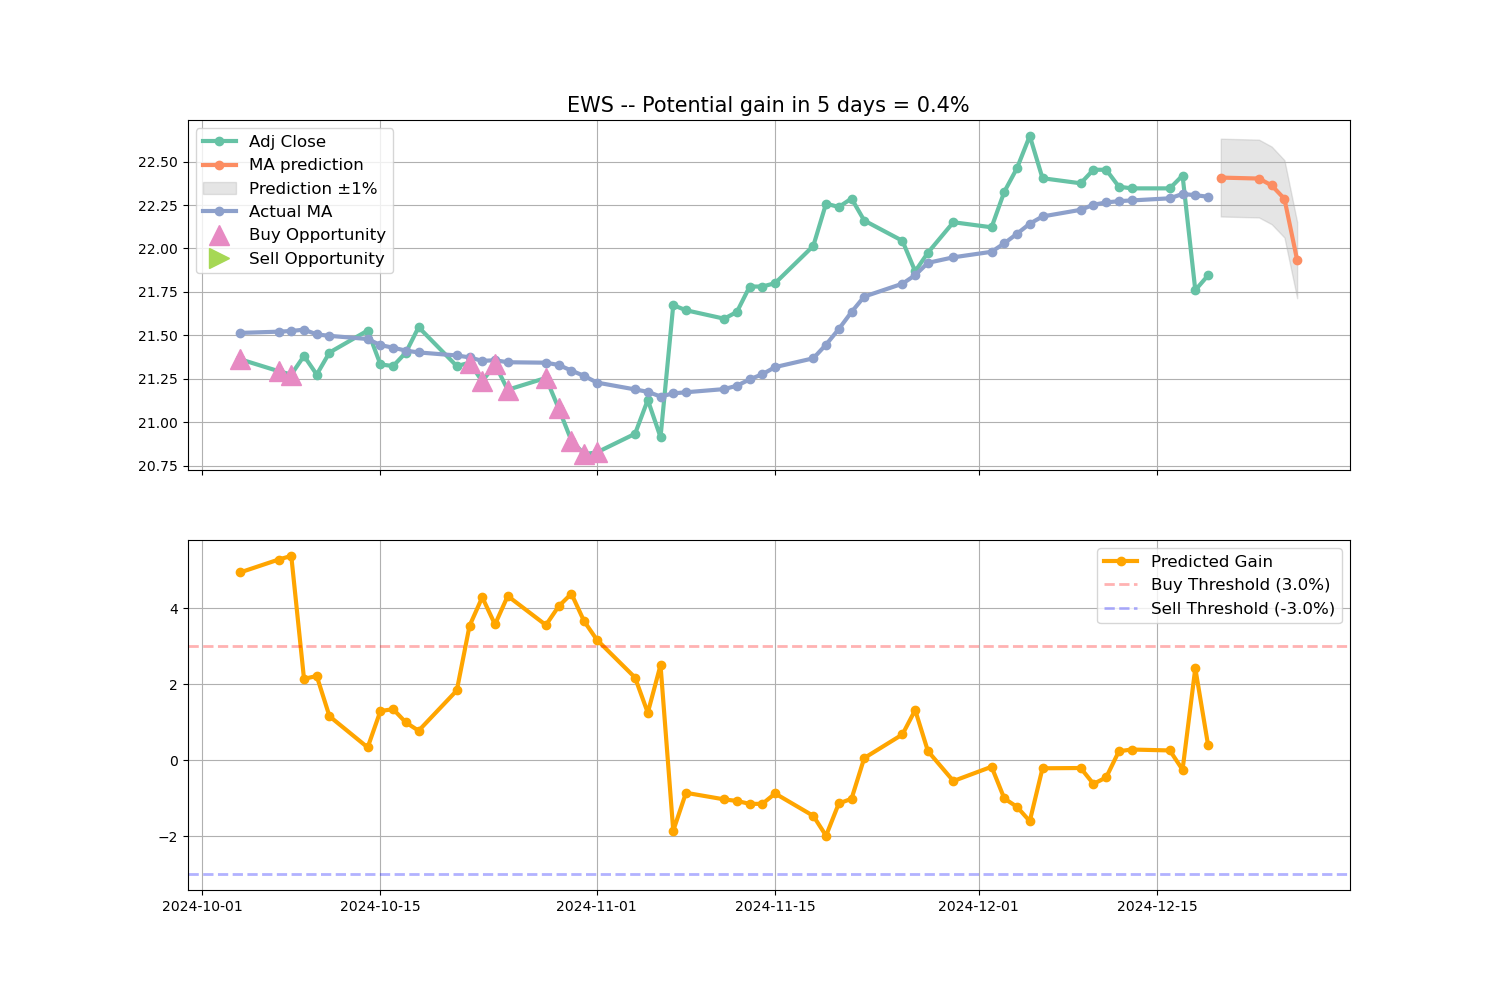 EWS -- Potential gain in 5 days = 0.4%
Adj Close
MA prediction
Prediction ±1%
Actual MA
Buy Opportunity
Sell Opportunity
22.50
22.25
22.00
21.75
21.50
21.25
21.00
20.75
Predicted Gain
Buy Threshold (3.0%)
Sell Threshold (-3.0%)
4
2
0
−2
2024-10-01 2024-10-15 2024-11-01 2024-11-15 2024-12-01 2024-12-15